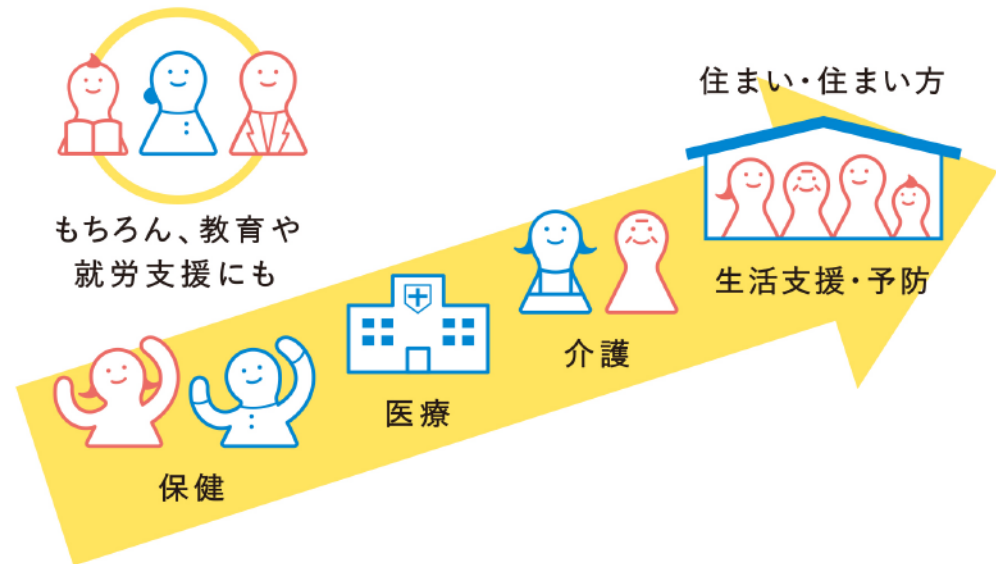 もちろん、教育や
就労支援にも
保健
医療
介護
住まい・住まい方
生活支援・予防